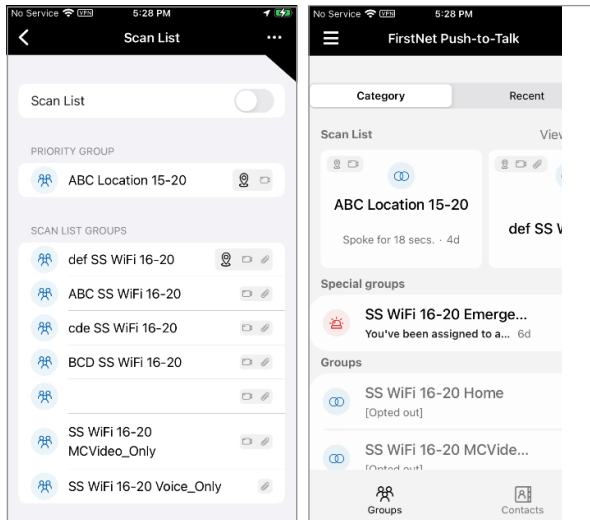 No Service VPN 5:28 PM
Scan List
Scan List
PRIORITY GROUP
ABC Location 15-20
SCAN LIST GROUPS
def SS WiFi 16-20
ABC SS WiFi 16-20
cde SS WiFi 16-20
BCD SS WiFi 16-20
SS WiFi 16-20
MCVideo_Only
SS WiFi 16-20 Voice_Only
No Service VPN 5:28 PM
FirstNet Push-to-Talk
Category Recent
Scan List View
ABC Location 15-20
Spoke for 18 secs. · 4d
def SS W
Special groups
SS WiFi 16-20 Emerge...
You've been assigned to a... 6d
Groups
SS WiFi 16-20 Home
[Opted out]
SS WiFi 16-20 MCVide...
[Opted out]
Groups Contacts